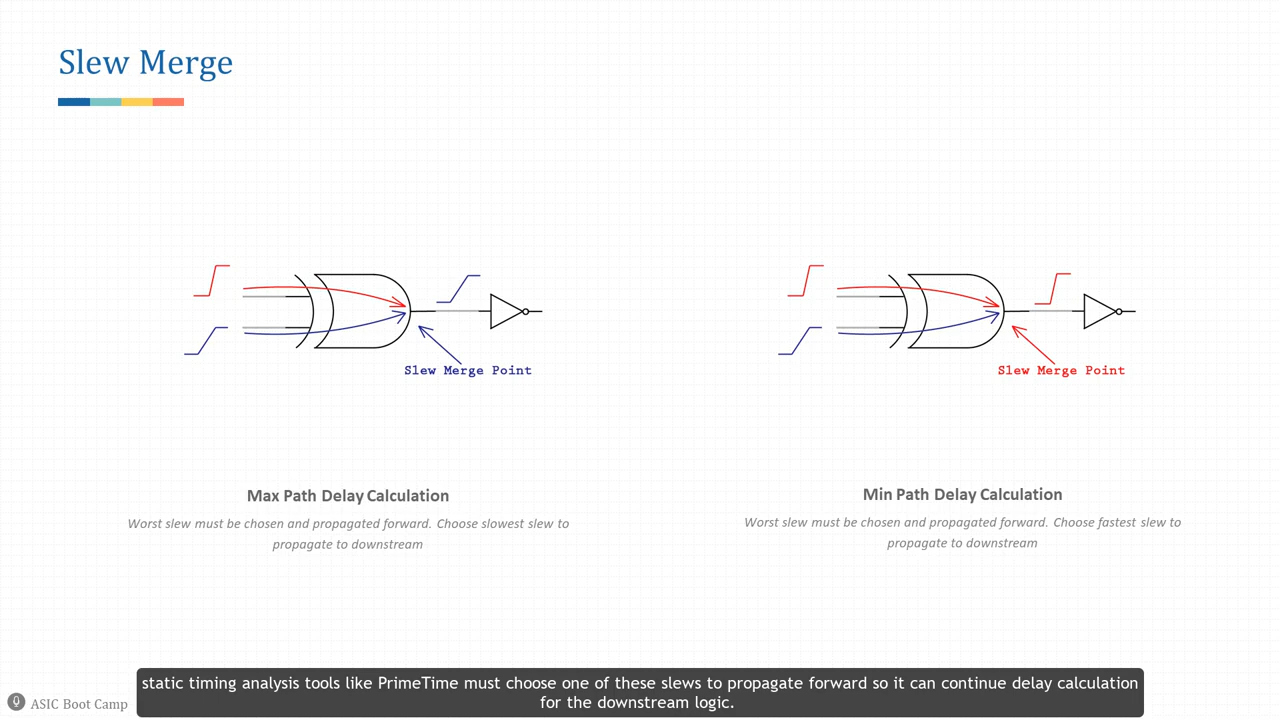 Slew Merge
Slew Merge Point
Slew Merge Point
Max Path Delay Calculation
Worst slew must be chosen and propagated forward. Choose slowest slew to
propagate to downstream
Min Path Delay Calculation
Worst slew must be chosen and propagated forward. Choose fastest slew to
propagate to downstream
static timing analysis tools like PrimeTime must choose one of these slews to propagate forward so it can continue delay calculation
for the downstream logic.
ASIC Boot Camp